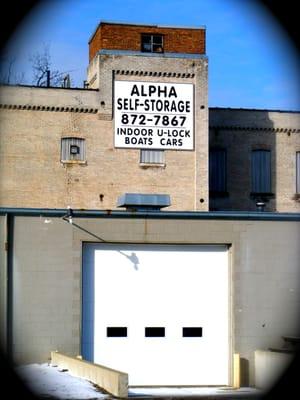 ALPHA
SELF-STORAGE
872-7867
INDOOR U-LOCK
BOATS CARS